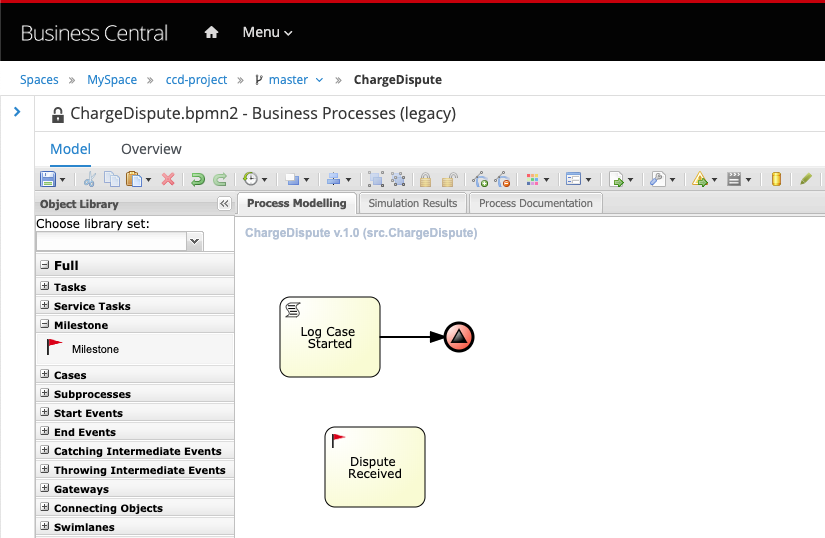 Business Central Menu
Spaces » MySpace » ccd-project » master » ChargeDispute
ChargeDispute.bpmn2 - Business Processes (legacy)
Model Overview
Object Library
Process Modelling Simulation Results Process Documentation
Choose library set:
ChargeDispute v.1.0 (src.ChargeDispute)
Full
Tasks
Service Tasks
Milestone
Milestone
Cases
Subprocesses
Start Events
End Events
Catching Intermediate Events
Throwing Intermediate Events
Gateways
Connecting Objects
Swimlanes
Log Case
Started
Dispute
Received